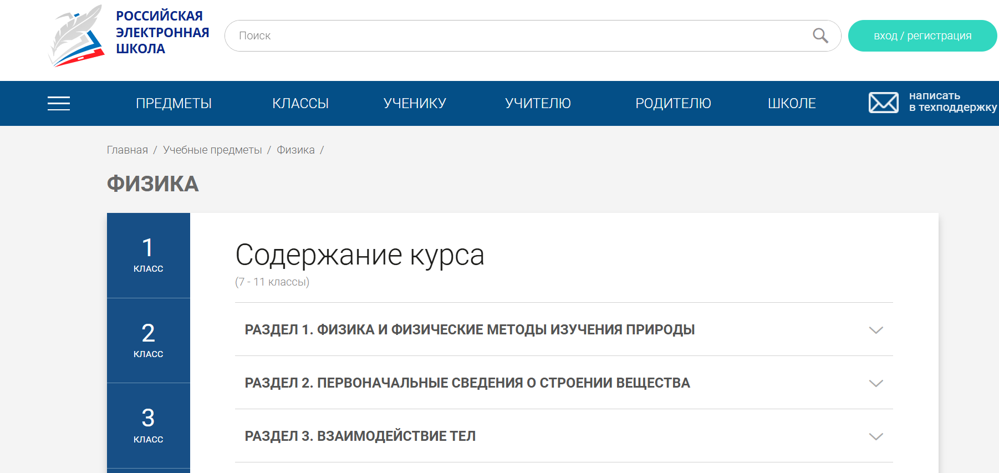 РОССИЙСКАЯ
ЭЛЕКТРОННАЯ
ШКОЛА
Поиск
вход / регистрация
ПРЕДМЕТЫ
КЛАССЫ
УЧЕНИКУ
УЧИТЕЛЮ
РОДИТЕЛЮ
ШКОЛЕ
написать
в техподдержку
Главная / Учебные предметы / Физика /
ФИЗИКА
1
КЛАСС
2
КЛАСС
3
КЛАСС
Содержание курса
(7 - 11 классы)
РАЗДЕЛ 1. ФИЗИКА И ФИЗИЧЕСКИЕ МЕТОДЫ ИЗУЧЕНИЯ ПРИРОДЫ
РАЗДЕЛ 2. ПЕРВОНАЧАЛЬНЫЕ СВЕДЕНИЯ О СТРОЕНИИ ВЕЩЕСТВА
РАЗДЕЛ 3. ВЗАИМОДЕЙСТВИЕ ТЕЛ